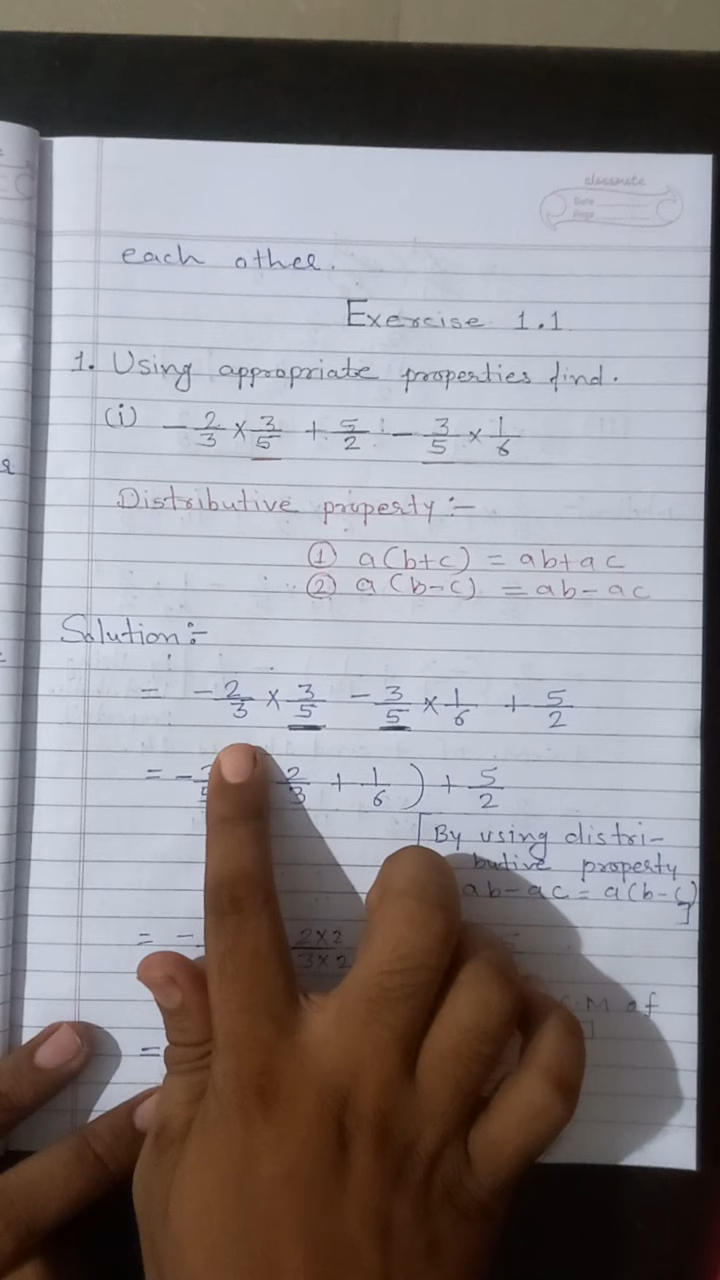 classmate
Date
Page
each other.
Exercise 1.1
1. Using appropriate properties find.
(i) - 2/3 × 3/5 + 5/2 - 3/5 × 1/6
Distributive property :-
① a(b+c) = ab+ac
② a(b-c) = ab-ac
Solution :-
= - 2/3 × 3/5 - 3/5 × 1/6 + 5/2
= - 2/3 + 1/6 ) + 5/2
[By using distri-
butive property
ab-ac = a(b-c)]
= - 2×2/3×2
M of
=